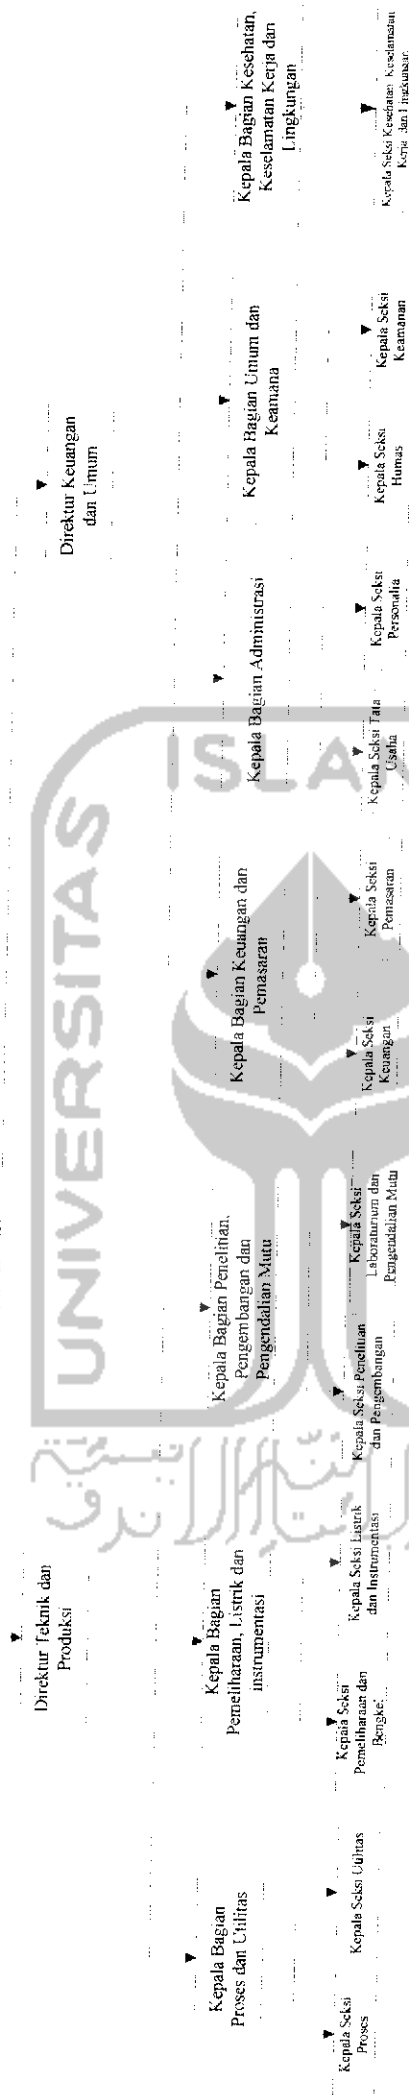 Direktur Teknik dan
Produksi
Direktur Keuangan
dan Umum
Kepala Bagian
Proses dan Utilitas
Kepala Bagian
Pemeliharaan, Listrik dan
instrumentasi
Kepala Bagian Penelitian,
Pengembangan dan
Pengendalian Mutu
Kepala Bagian Keuangan dan
Pemasaran
Kepala Bagian Administrasi
Kepala Bagian Umum dan
Keamana
Kepala Bagian Kesehatan,
Keselamatan Kerja dan
Lingkungan
Kepala Seksi
Proses
Kepala Seksi Utilitas
Kepala Seksi
Pemeliharaan dan
Bengkel
Kepala Seksi Listrik
dan Instrumentasi
Kepala Seksi Penelitian
dan Pengembangan
Kepala Seksi
Laboraturium dan
Pengendalian Mutu
Kepala Seksi
Keuangan
Kepala Seksi
Pemasaran
Kepala Seksi Tata
Usaha
Kepala Seksi
Personalia
Kepala Seksi
Humas
Kepala Seksi
Keamanan
Kepala Seksi Kesehatan Keselamatan
Kerja dan Lingkungan
UNIVERSITAS
ISLA